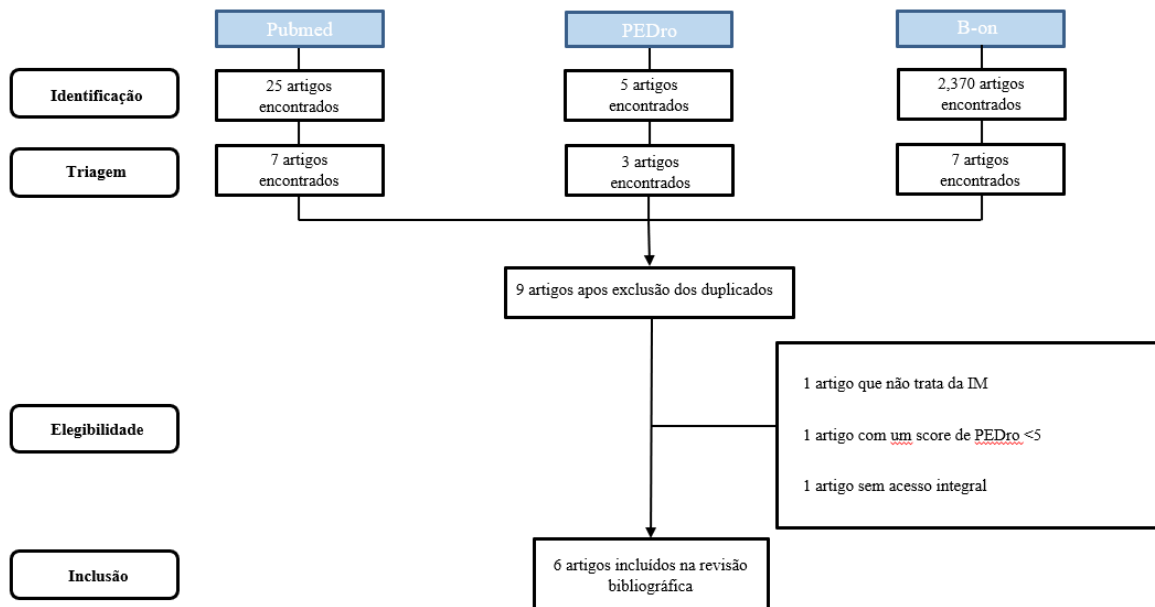 Pubmed
PEDro
B-on
Identificação
25 artigos
encontrados
5 artigos
encontrados
2,370 artigos
encontrados
Triagem
7 artigos
encontrados
3 artigos
encontrados
7 artigos
encontrados
9 artigos apos exclusão dos duplicados
Elegibilidade
1 artigo que não trata da IM
1 artigo com um score de PEDro <5
1 artigo sem acesso integral
Inclusão
6 artigos incluídos na revisão
bibliográfica